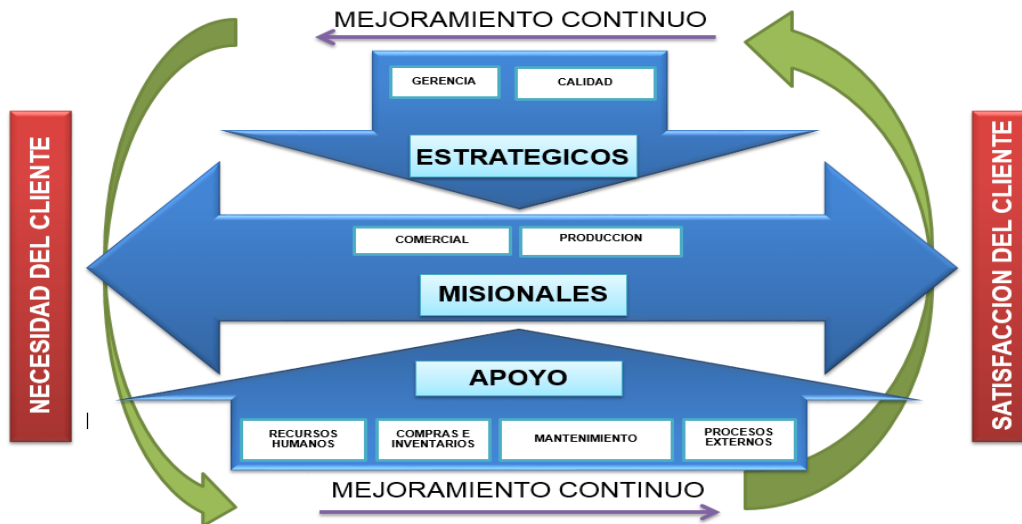 MEJORAMIENTO CONTINUO
GERENCIA
CALIDAD
ESTRATEGICOS
NECESIDAD DEL CLIENTE
COMERCIAL
PRODUCCION
MISIONALES
SATISFACCION DEL CLIENTE
APOYO
RECURSOS
HUMANOS
COMPRAS E
INVENTARIOS
MANTENIMIENTO
PROCESOS
EXTERNOS
MEJORAMIENTO CONTINUO